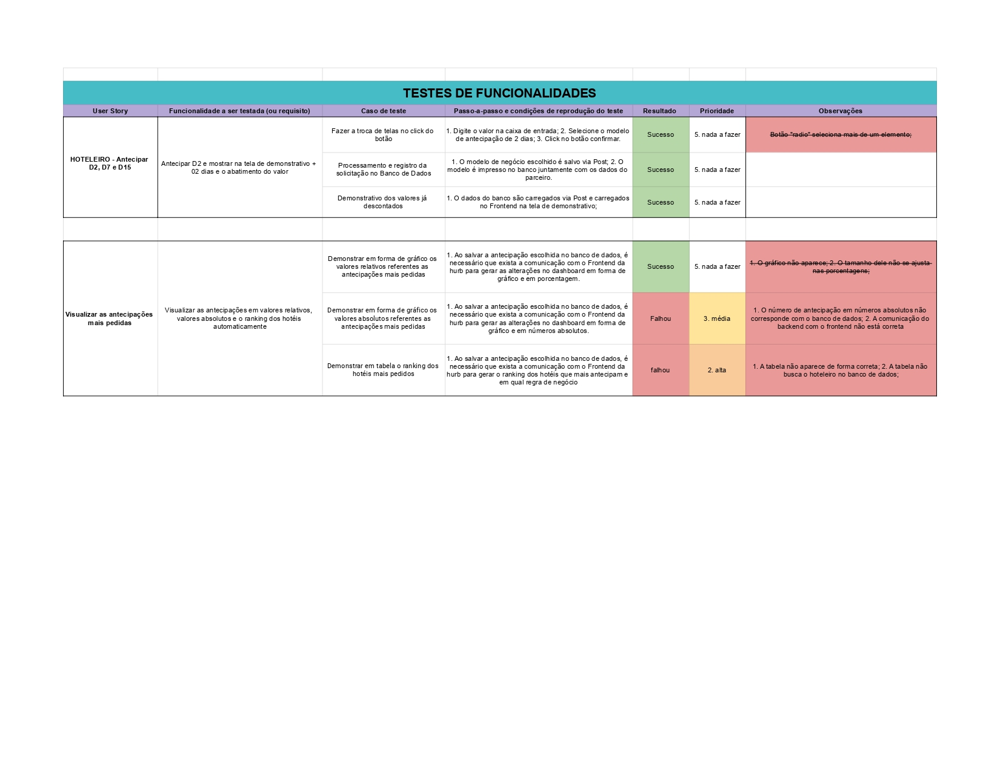 TESTES DE FUNCIONALIDADES
User Story
Funcionalidade a ser testada (ou requisito)
Caso de teste
Passo-a-passo e condições de reprodução do teste
Resultado
Prioridade
Observações
HOTELEIRO - Antecipar
D2, D7 e D15
Antecipar D2 e mostrar na tela de demonstrativo +
02 dias e o abatimento do valor
Fazer a troca de telas no click do
botão
1. Digite o valor na caixa de entrada; 2. Selecione o modelo
de antecipação de 2 dias; 3. Click no botão confirmar.
Sucesso
5. nada a fazer
Botão "radio" seleciona mais de um elemento;
Processamento e registro da
solicitação no Banco de Dados
1. O modelo de negócio escolhido é salvo via Post; 2. O
modelo é impresso no banco juntamente com os dados do
parceiro.
Sucesso
5. nada a fazer
Demonstrativo dos valores já
descontados
1. O dados do banco são carregados via Post e carregados
no Frontend na tela de demonstrativo;
Sucesso
5. nada a fazer
Visualizar as antecipações
mais pedidas
Visualizar as antecipações em valores relativos,
valores absolutos e o ranking dos hotéis
automaticamente
Demonstrar em forma de gráfico os
valores relativos referentes as
antecipações mais pedidas
1. Ao salvar a antecipação escolhida no banco de dados, é
necessário que exista a comunicação com o Frontend da
hurb para gerar as alterações no dashboard em forma de
gráfico e em porcentagem.
Sucesso
5. nada a fazer
1. O gráfico não aparece; 2. O tamanho dele não se ajusta
nas porcentagens;
Demonstrar em forma de gráfico os
valores absolutos referentes as
antecipações mais pedidas
1. Ao salvar a antecipação escolhida no banco de dados, é
necessário que exista a comunicação com o Frontend da
hurb para gerar as alterações no dashboard em forma de
gráfico e em números absolutos.
Falhou
3. média
1. O número de antecipação em números absolutos não
corresponde com o banco de dados; 2. A comunicação do
backend com o frontend não está correta
Demonstrar em tabela o ranking dos
hotéis mais pedidos
1. Ao salvar a antecipação escolhida no banco de dados, é
necessário que exista a comunicação com o Frontend da
hurb para gerar o ranking dos hotéis que mais antecipam e
em qual regra de negócio
falhou
2. alta
1. A tabela não aparece de forma correta; 2. A tabela não
busca o hoteleiro no banco de dados;